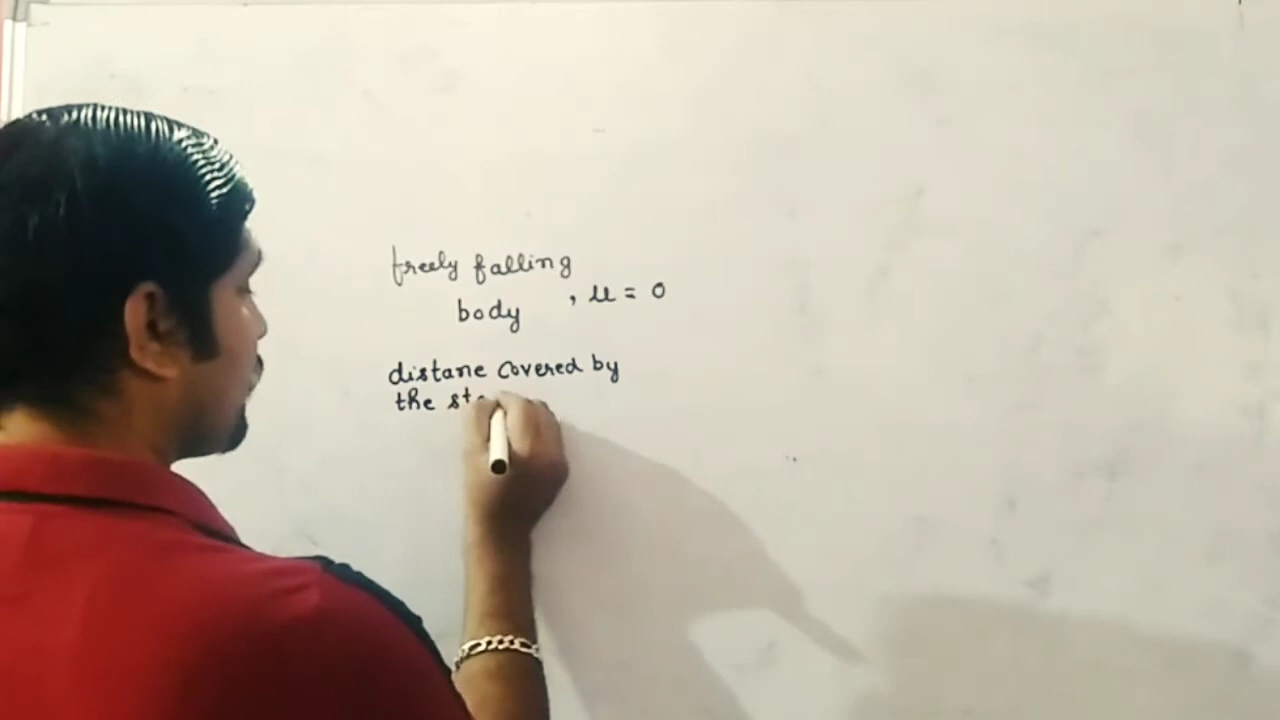 freely falling
body , u = 0
distane covered by
the